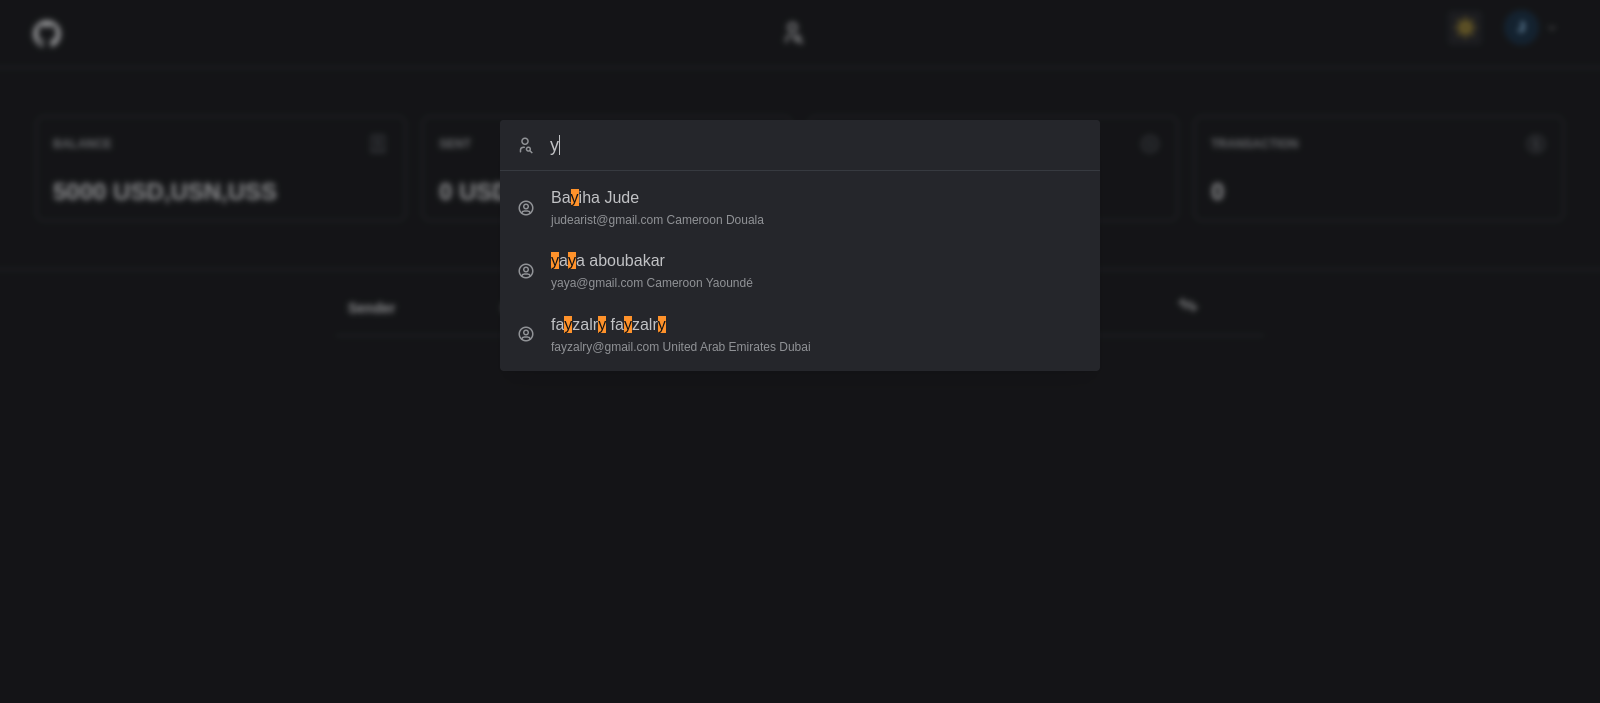 J
BALANCE
SENT
TRANSACTION
5000 USD,USN,USS
0 USD
0
Sender
y
Bayiha Jude
judearist@gmail.com Cameroon Douala
yaya aboubakar
yaya@gmail.com Cameroon Yaoundé
fayzalry fayzalry
fayzalry@gmail.com United Arab Emirates Dubai